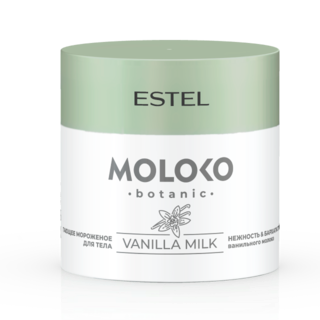 ESTEL
MOLOKO
• botanic •
МОРОЖЕНОЕ
ДЛЯ ТЕЛА
VANILLA MILK
НЕЖНОСТЬ &
ванильного молока